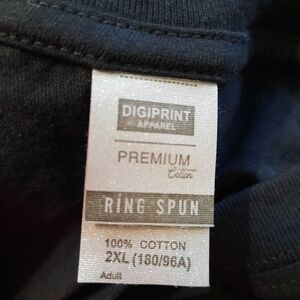 DIGIPRINT
APPAREL
PREMIUM
Cotton
RING SPUN
100% COTTON
2XL (180/96A)
Adult